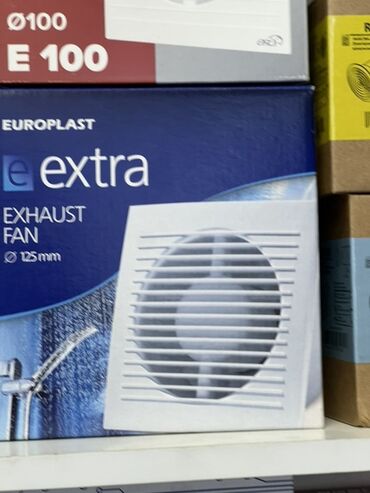 Ø100
E 100
EUROPLAST
e extra
EXHAUST
FAN
Ø 125mm